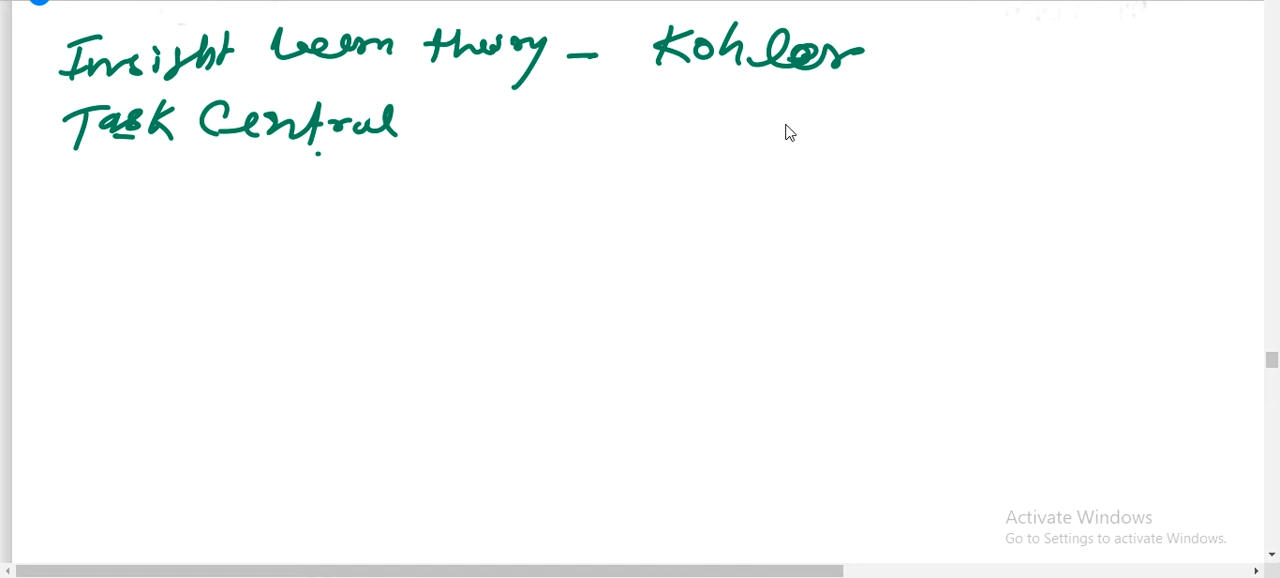 Insight learn theory - Kohler
Task Central
Activate Windows
Go to Settings to activate Windows.